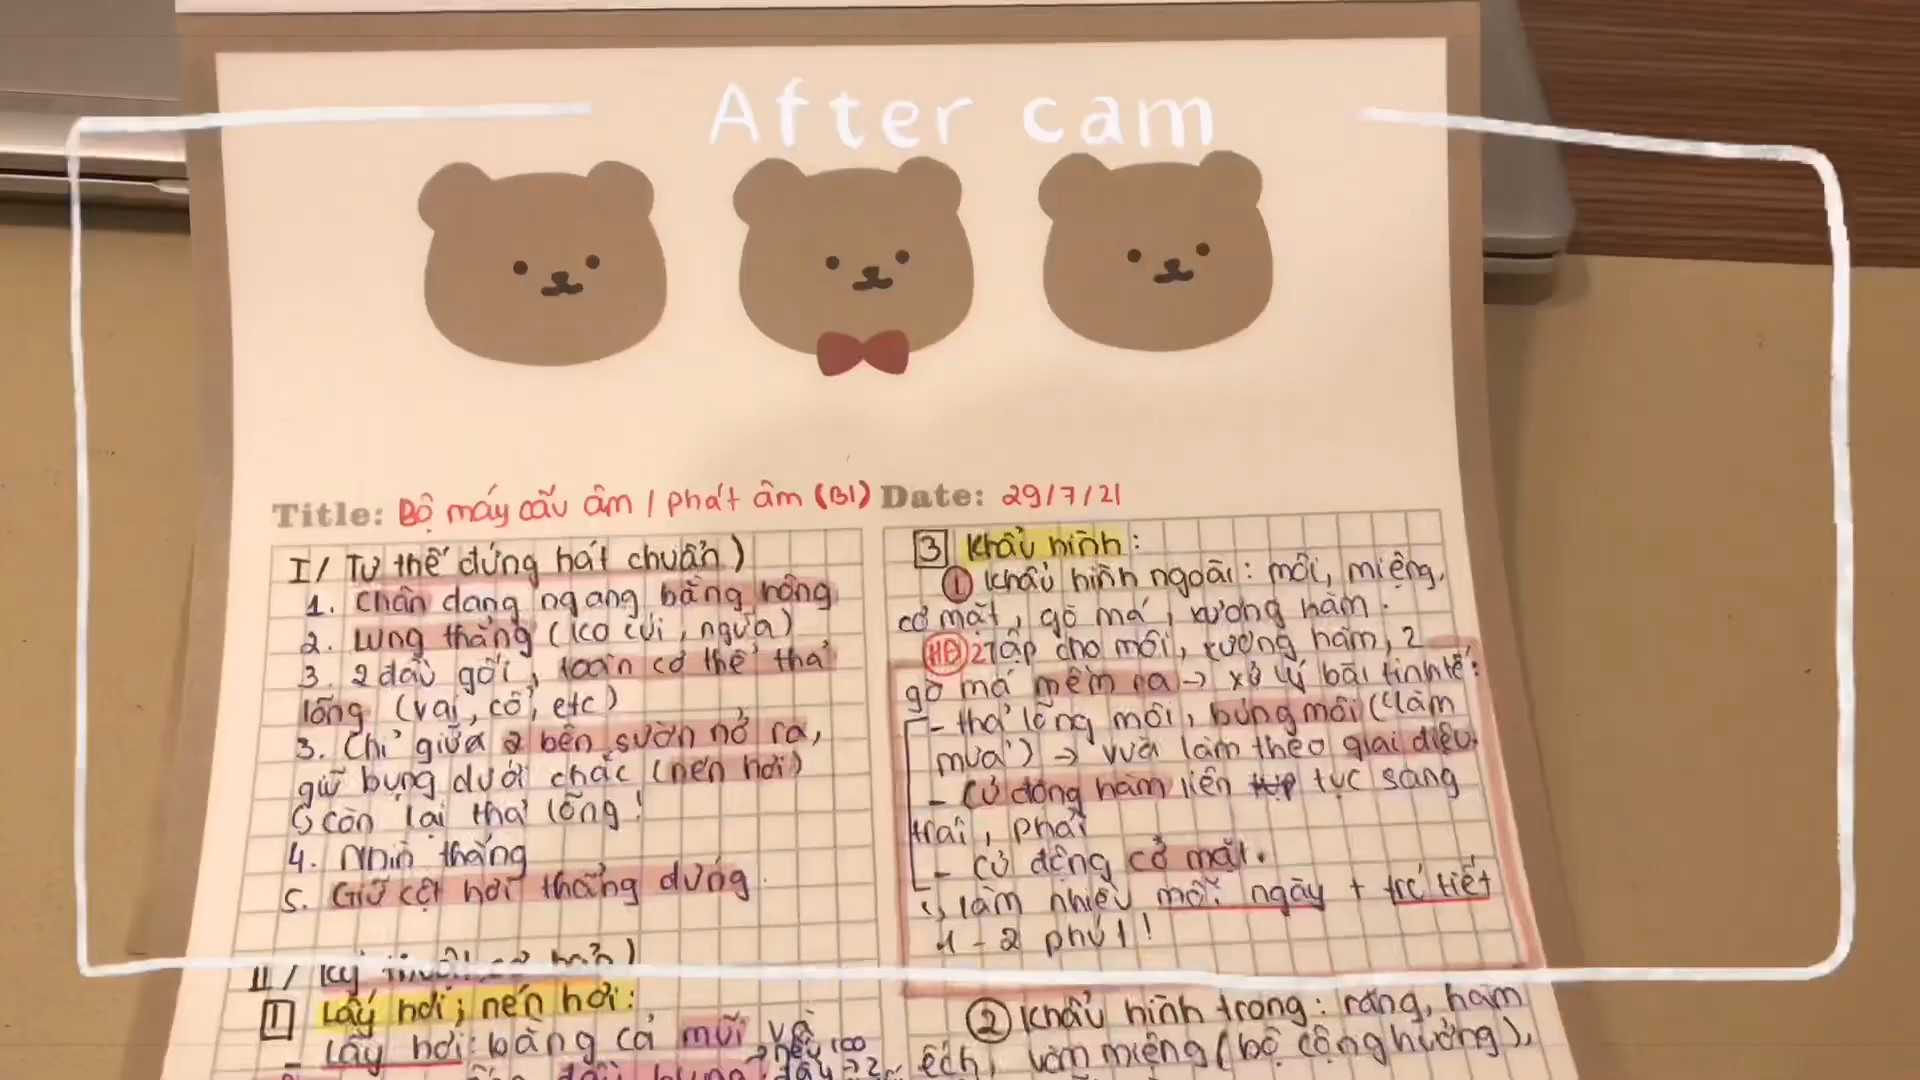 After cam
Title: Bộ máy cấu âm / phát âm (B1) Date: 29/7/21
I/ Tư thế đứng hát chuẩn)
1. chân dang ngang bằng hông
2. lưng thẳng (ko cúi, ngửa)
3. 2 đầu gối, toàn cơ thể thả
lỏng (vai, cổ, etc)
3. Chỉ giữa 2 bên sườn nở ra,
giữ bụng dưới chắc (nén hơi)
còn lại thả lỏng!
4. Nhìn thẳng
5. Giữ cột hơi thẳng đứng.
II/ Kỹ thuật cơ bản)
1 Lấy hơi; nén hơi:
- Lấy hơi: bằng cả mũi và
3 Khẩu hình:
1 Khẩu hình ngoài: môi, miệng,
cơ mặt, gò má, xương hàm.
HĐ 2 Tập cho môi, xương hàm, 2
gò má mềm ra → xử lý bài tinh tế:
- thả lỏng môi, búng môi ("làm
mưa") → vừa làm theo giai điệu.
- Cử động hàm liên tục sang
trái, phải
- cử động cơ mặt.
làm nhiều mỗi ngày + trc tiết
1 - 2 phút!
2 Khẩu hình trong: răng, hàm
ếch, vòm miệng (bộ cộng hưởng),